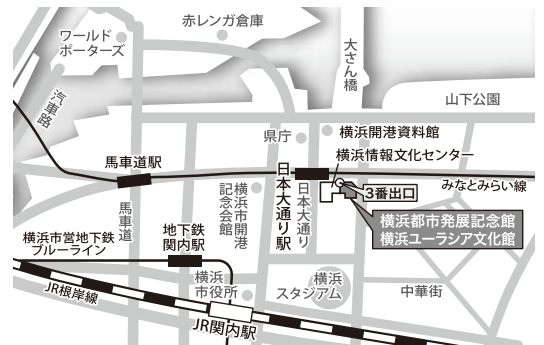 赤レンガ倉庫
ワールド
ポーターズ
大さん橋
汽車道
山下公園
県庁
横浜開港資料館
横浜情報文化センター
馬車道駅
日本大通り駅
日本大通り
3番出口
みなとみらい線
横浜市開港
記念会館
馬車道
地下鉄
関内駅
横浜都市発展記念館
横浜ユーラシア文化館
横浜市営地下鉄
ブルーライン
横浜
市役所
横浜
スタジアム
中華街
JR根岸線
JR関内駅